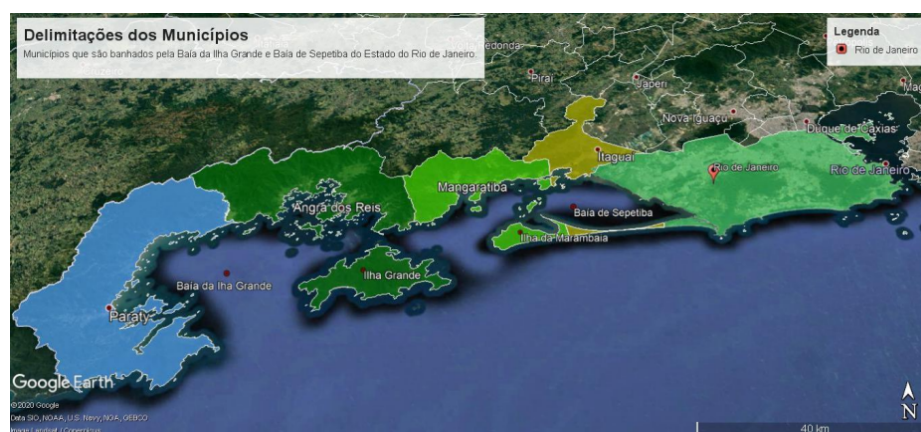 Delimitações dos Municípios
Municípios que são banhados pela Baía da Ilha Grande e Baía de Sepetiba do Estado do Rio de Janeiro.
Legenda
Rio de Janeiro
Redonda
Piraí
Japeri
Mag
Nova Iguaçu
Duque de Caxias
Itaguaí
Rio de Janeiro
Rio de Janeiro
Mangaratiba
Angra dos Reis
Baía de Sepetiba
Ilha da Marambaia
Ilha Grande
Baía da Ilha Grande
Paraty
Google Earth
©2020 Google
Data SIO, NOAA, U.S. Navy, NGA, GEBCO
Image Landsat / Copernicus
N
40 km